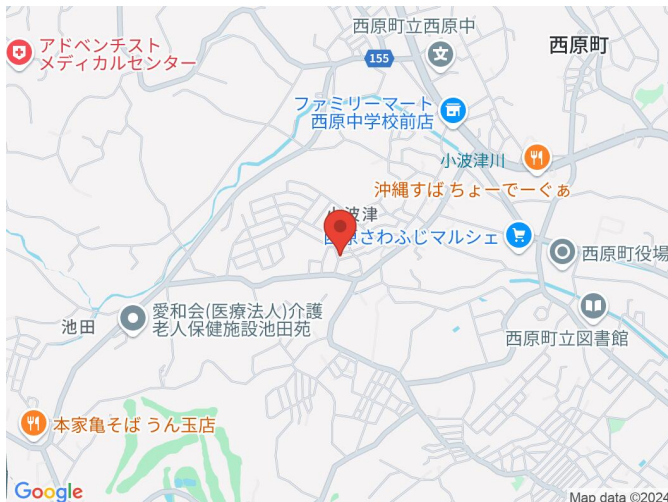 アドベンチスト
メディカルセンター
西原町立西原中
西原町
155
文
ファミリーマート
西原中学校前店
小波津川
沖縄すば ちょーでーぐぁ
小波津
西原さわふじマルシェ
西原町役場
池田
愛和会(医療法人)介護
老人保健施設池田苑
西原町立図書館
本家亀そば うん玉店
Google
Map data ©2024